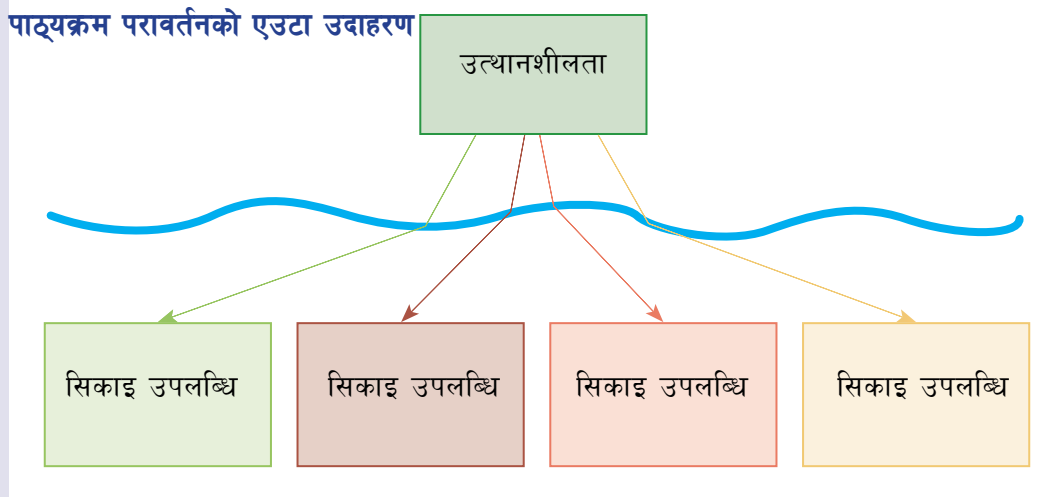 पाठ्यक्रम परावर्तनको एउटा उदाहरण
उत्थानशीलता
सिकाइ उपलब्धि
सिकाइ उपलब्धि
सिकाइ उपलब्धि
सिकाइ उपलब्धि